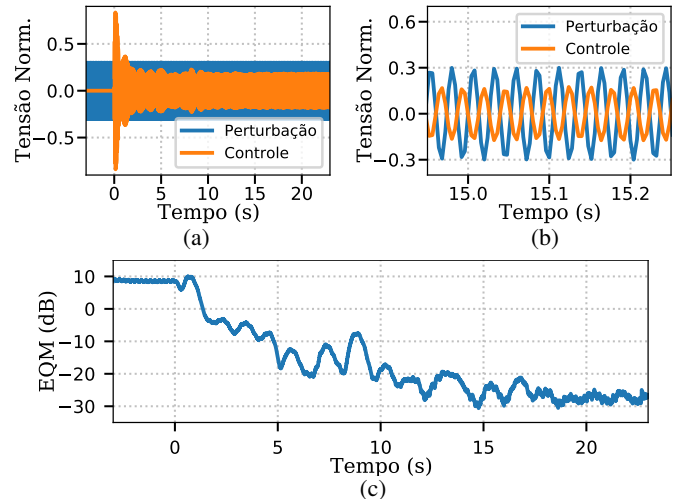 Tensão Norm.
0.5
0.0
−0.5
Perturbação
Controle
0
5
10
15
20
Tempo (s)
(a)
Tensão Norm.
0.6
0.3
0.0
−0.3
Perturbação
Controle
15.0
15.1
15.2
Tempo (s)
(b)
EQM (dB)
10
0
−10
−20
−30
0
5
10
15
20
Tempo (s)
(c)